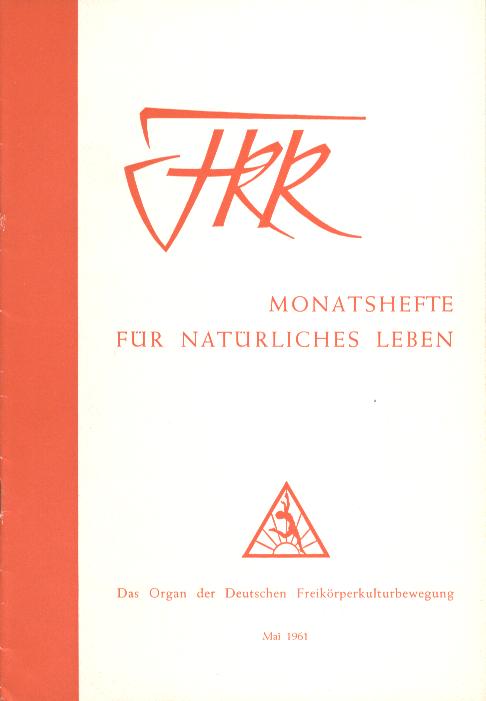 FKK
MONATSHEFTE
FÜR NATÜRLICHES LEBEN
Das Organ der Deutschen Freikörperkulturbewegung
Mai 1961